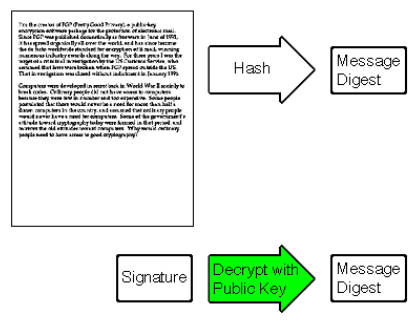 I'm the creator of PGP (Pretty Good Privacy), a public-key
encryption software package for the protection of electronic mail.
Since PGP was published domestically as freeware in June of 1991,
it has spread organically all over the world, and has since become
the de facto worldwide standard for encryption of E-mail, winning
numerous industry awards along the way. For three years I was the
target of a criminal investigation by the US Customs Service, who
assumed that laws were broken when PGP spread outside the US.
That investigation was closed without indictment in January 1996.
Computers were developed in secret back in World War II mainly to
break codes. Ordinary people did not have access to computers,
because they were few in number and too expensive. Some people
postulated that there would never be a need for more than half a
dozen computers in the country, and assumed that ordinary people
would never have a need for computers. Some of the government's
attitude toward cryptography today were formed in that period, and
mirrors the old attitudes toward computers. Why would ordinary
people need to have access to good cryptography?
Hash
Message
Digest
Signature
Decrypt with
Public Key
Message
Digest